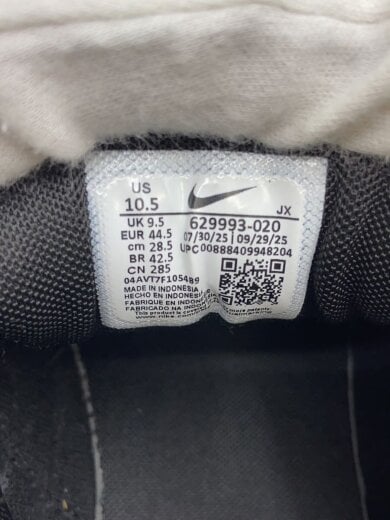 US
10.5
JX
UK 9.5
EUR 44.5
cm 28.5
BR 42.5
CN 285
629993-020
07/30/25 | 09/29/25
UPC 00888409948204
04AVT7F105489
MADE IN INDONESIA
HECHO EN INDONESIA
FABRIQUE EN INDONESIE
FABRICADO NA INDONESIA